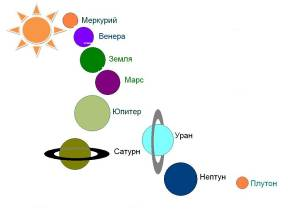 Меркурий
Венера
Земля
Марс
Юпитер
Уран
Сатурн
Нептун
Плутон